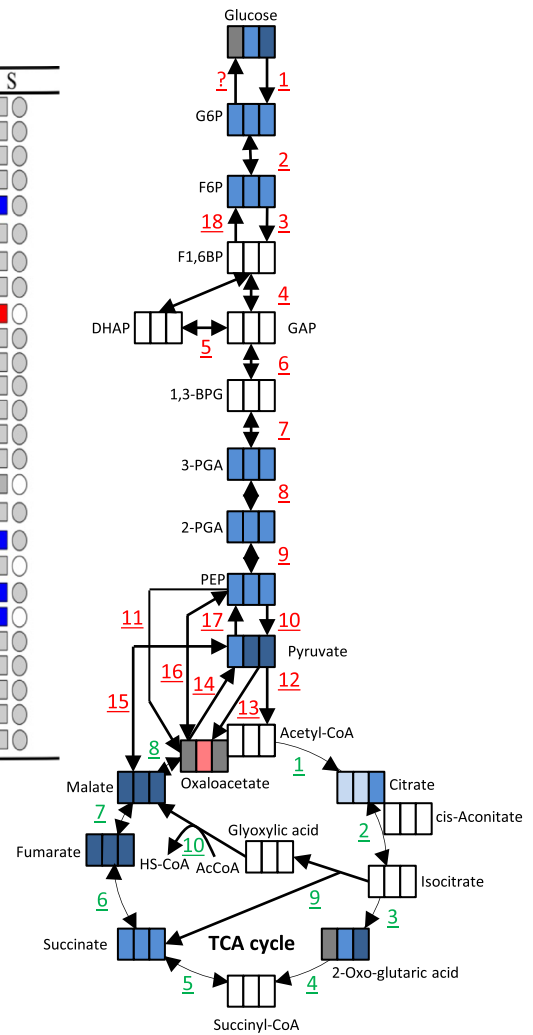 Glucose
S
?
1
G6P
2
F6P
18
3
F1,6BP
4
DHAP
GAP
5
6
1,3-BPG
7
3-PGA
8
2-PGA
9
PEP
11
17
10
Pyruvate
16
14
12
15
13
Acetyl-CoA
8
1
Oxaloacetate
Malate
Citrate
7
cis-Aconitate
2
Glyoxylic acid
Fumarate
10
HS-CoA
AcCoA
Isocitrate
6
9
3
Succinate
TCA cycle
2-Oxo-glutaric acid
5
4
Succinyl-CoA